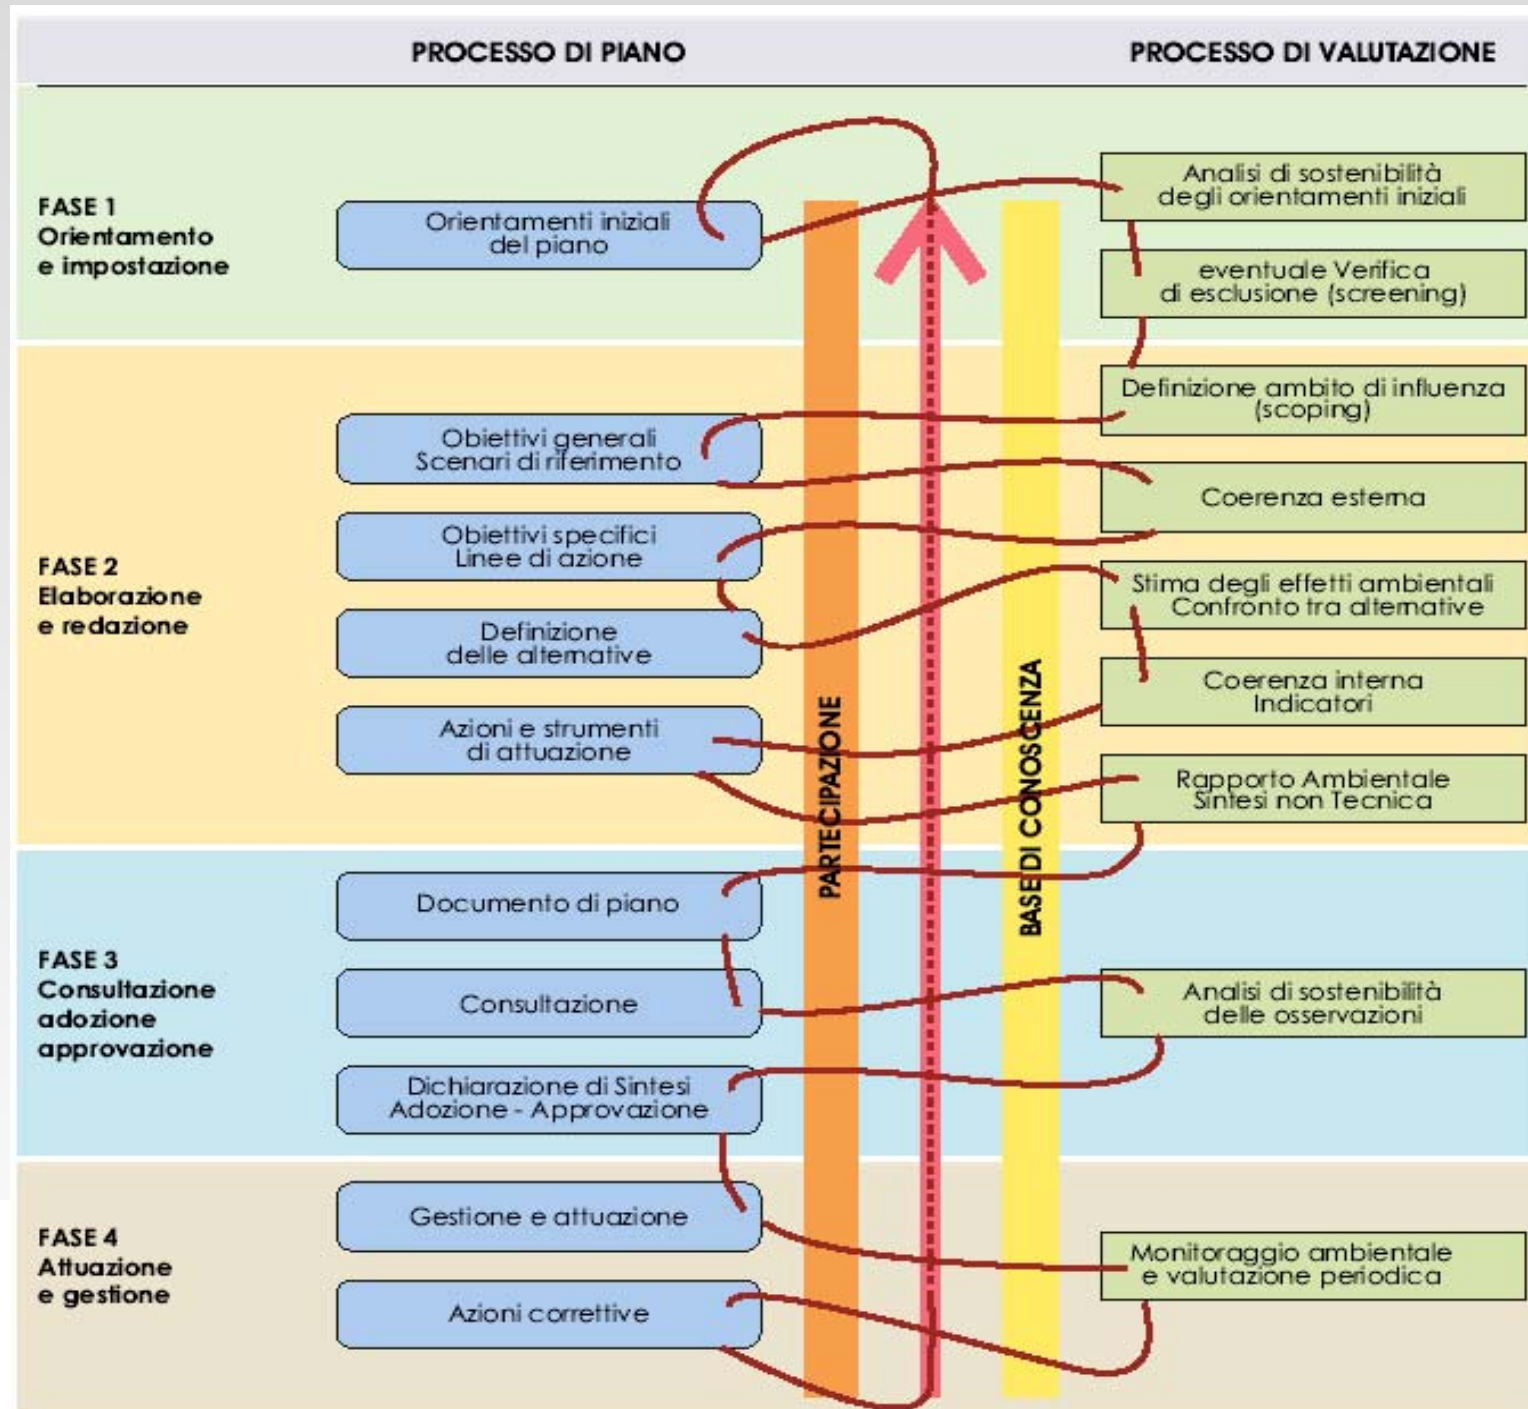 PROCESSO DI PIANO
PROCESSO DI VALUTAZIONE
FASE 1
Orientamento
e impostazione
Orientamenti iniziali
del piano
Analisi di sostenibilità
degli orientamenti iniziali
eventuale Verifica
di esclusione (screening)
FASE 2
Elaborazione
e redazione
Obiettivi generali
Scenari di riferimento
Obiettivi specifici
Linee di azione
Definizione
delle alternative
Azioni e strumenti
di attuazione
Definizione ambito di influenza
(scoping)
Coerenza esterna
Stima degli effetti ambientali
Confronto tra alternative
Coerenza interna
Indicatori
Rapporto Ambientale
Sintesi non Tecnica
PARTECIPAZIONE
BASE DI CONOSCENZA
FASE 3
Consultazione
adozione
approvazione
Documento di piano
Consultazione
Dichiarazione di Sintesi
Adozione - Approvazione
Analisi di sostenibilità
delle osservazioni
FASE 4
Attuazione
e gestione
Gestione e attuazione
Azioni correttive
Monitoraggio ambientale
e valutazione periodica